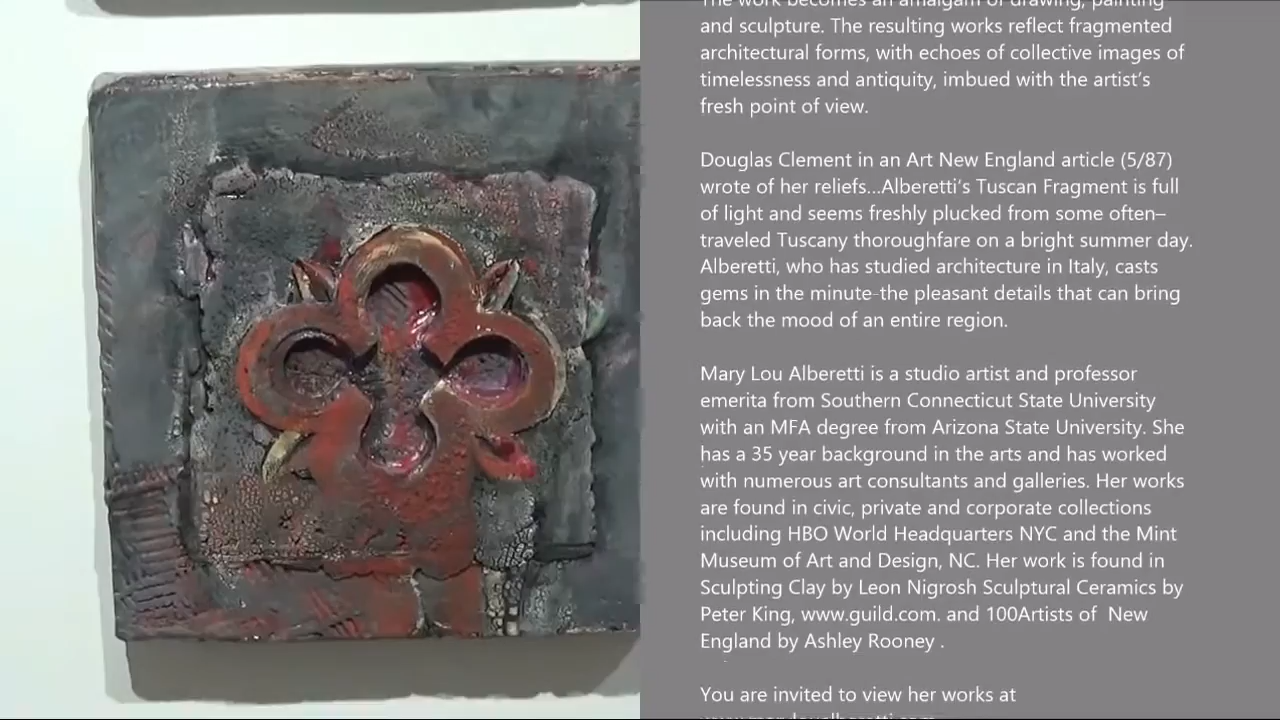 The work becomes an amalgam of drawing, painting
and sculpture. The resulting works reflect fragmented
architectural forms, with echoes of collective images of
timelessness and antiquity, imbued with the artist's
fresh point of view.
Douglas Clement in an Art New England article (5/87)
wrote of her reliefs...Alberetti's Tuscan Fragment is full
of light and seems freshly plucked from some often–
traveled Tuscany thoroughfare on a bright summer day.
Alberetti, who has studied architecture in Italy, casts
gems in the minute-the pleasant details that can bring
back the mood of an entire region.
Mary Lou Alberetti is a studio artist and professor
emerita from Southern Connecticut State University
with an MFA degree from Arizona State University. She
has a 35 year background in the arts and has worked
with numerous art consultants and galleries. Her works
are found in civic, private and corporate collections
including HBO World Headquarters NYC and the Mint
Museum of Art and Design, NC. Her work is found in
Sculpting Clay by Leon Nigrosh Sculptural Ceramics by
Peter King, www.guild.com. and 100Artists of  New
England by Ashley Rooney .
You are invited to view her works at